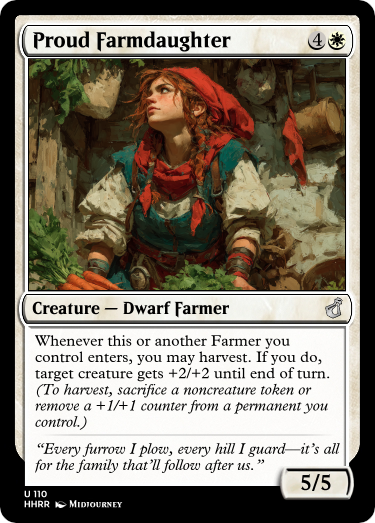 Proud Farmdaughter 4
Creature — Dwarf Farmer
Whenever this or another Farmer you
control enters, you may harvest. If you do,
target creature gets +2/+2 until end of turn.
(To harvest, sacrifice a noncreature token or
remove a +1/+1 counter from a permanent you
control.)
“Every furrow I plow, every hill I guard—it’s all
for the family that’ll follow after us.”
5/5
U 110
HHRR Midjourney